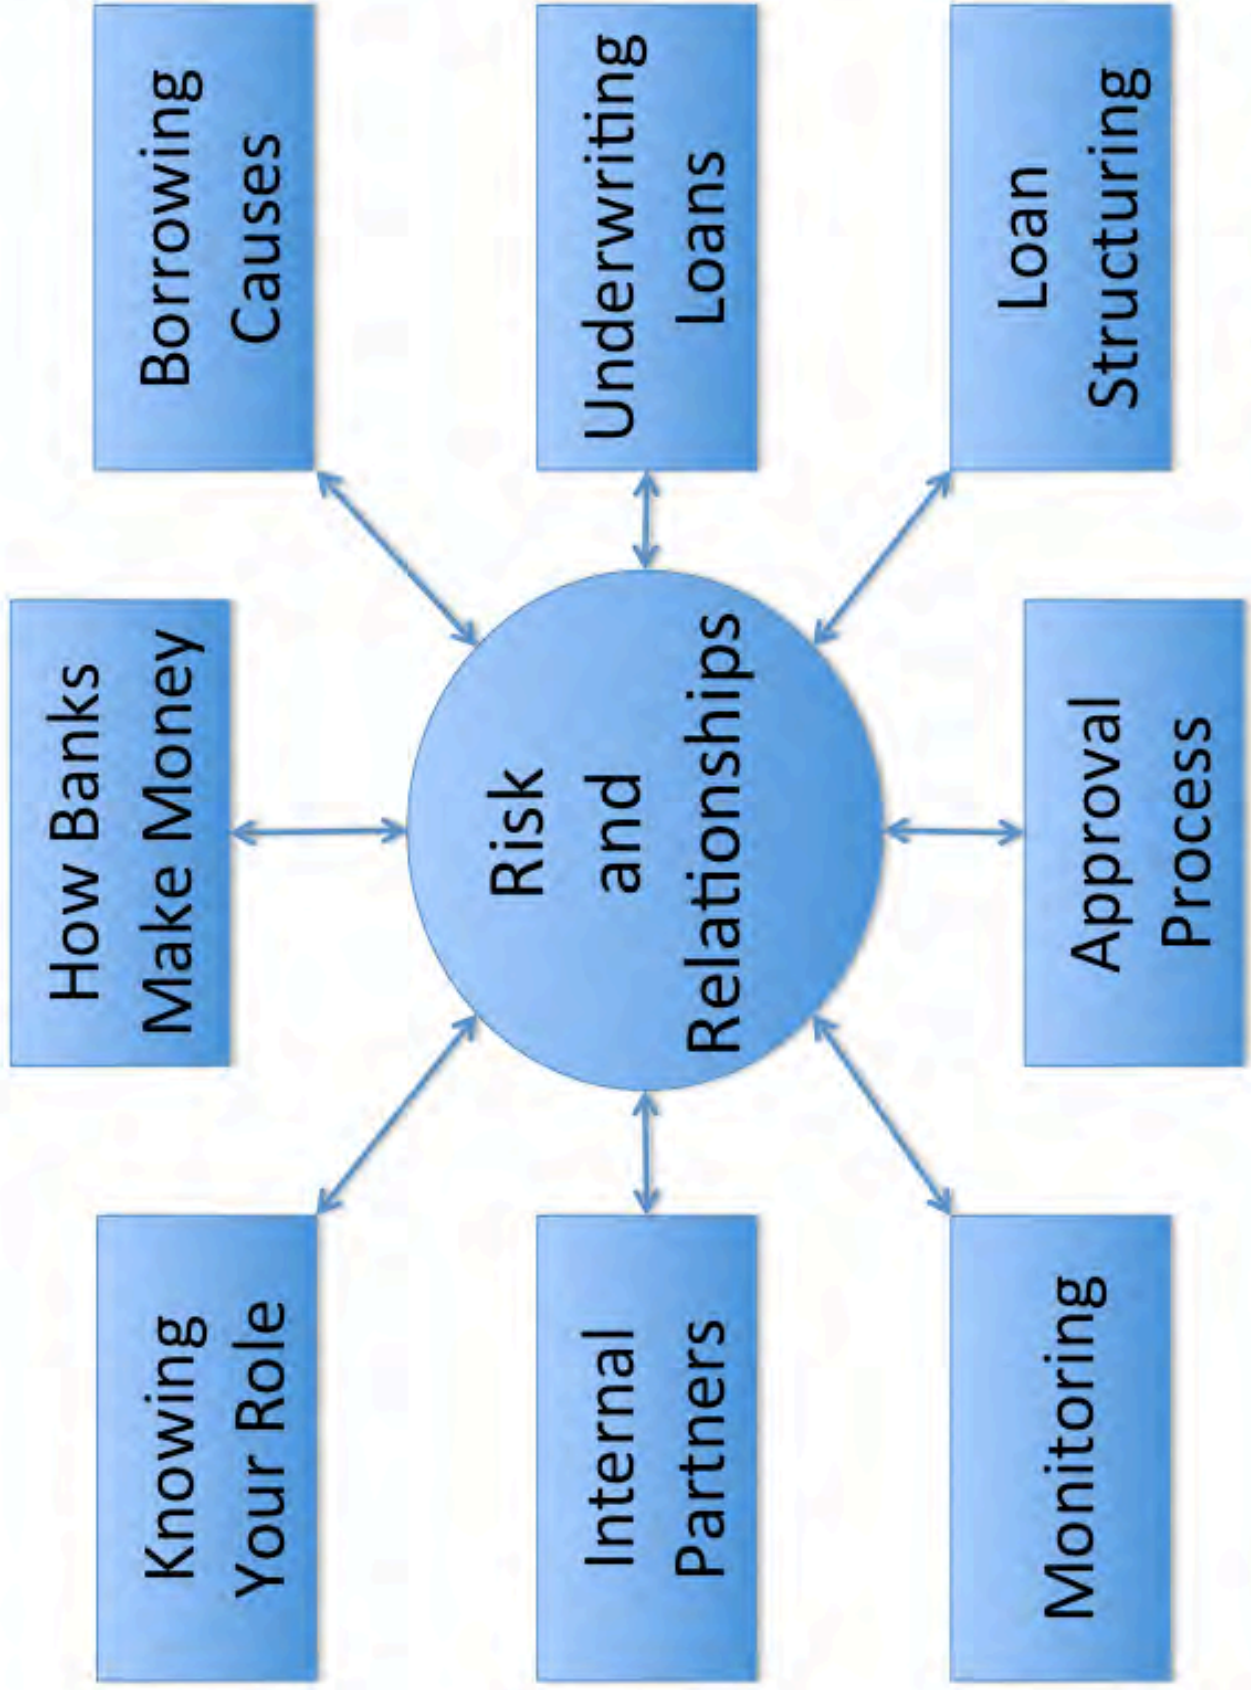 Knowing
Your Role
How Banks
Make Money
Borrowing
Causes
Internal
Partners
Risk
and
Relationships
Underwriting
Loans
Monitoring
Approval
Process
Loan
Structuring